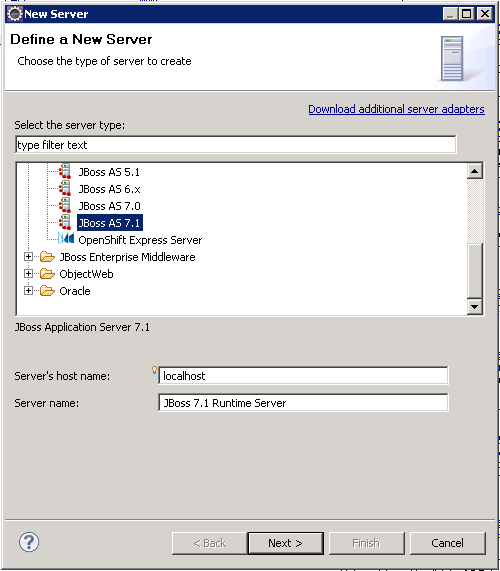 New Server
Define a New Server
Choose the type of server to create
Download additional server adapters
Select the server type:
type filter text
JBoss AS 5.1
JBoss AS 6.x
JBoss AS 7.0
JBoss AS 7.1
OpenShift Express Server
JBoss Enterprise Middleware
ObjectWeb
Oracle
JBoss Application Server 7.1
Server's host name: localhost
Server name: JBoss 7.1 Runtime Server
? < Back Next > Finish Cancel